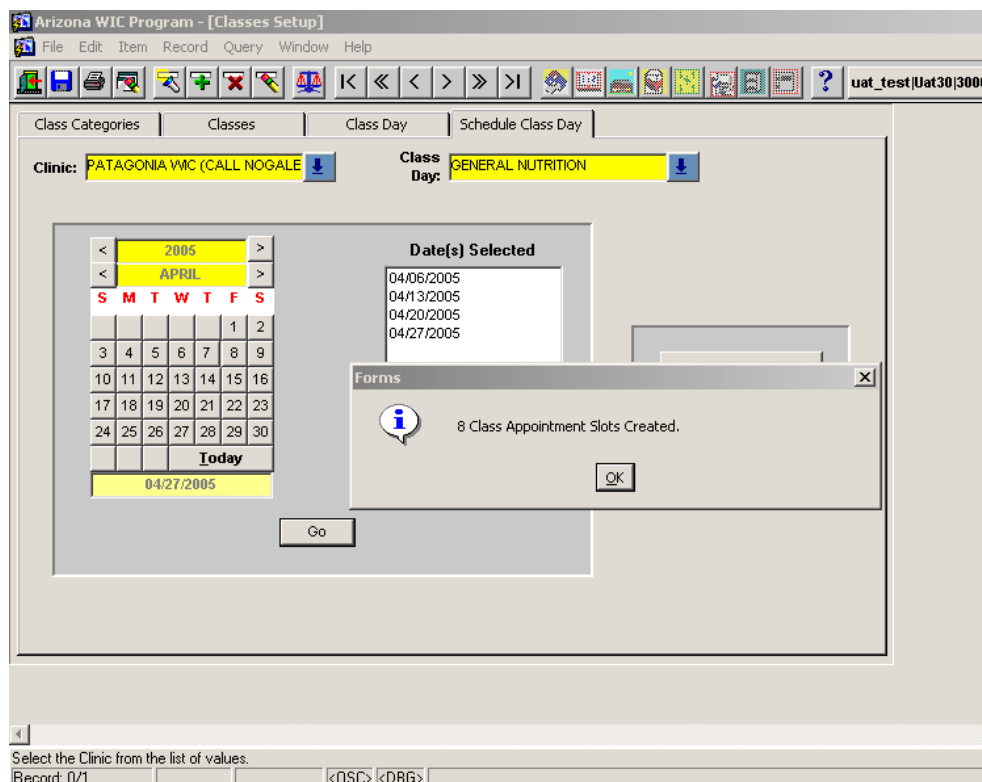 Arizona WIC Program - [Classes Setup]
File Edit Item Record Query Window Help
? uat_test|Uat30|300
Class Categories Classes Class Day Schedule Class Day
Clinic: PATAGONIA WIC (CALL NOGALE Class Day: GENERAL NUTRITION
< 2005 >
< APRIL >
Date(s) Selected
S M T W T F S
04/06/2005
04/13/2005
04/20/2005
04/27/2005
1 2
3 4 5 6 7 8 9
10 11 12 13 14 15 16
17 18 19 20 21 22 23
24 25 26 27 28 29 30
Today
04/27/2005
Go
Forms
8 Class Appointment Slots Created.
OK
Select the Clinic from the list of values.
Record: 0/1 <OSC> <DBG>